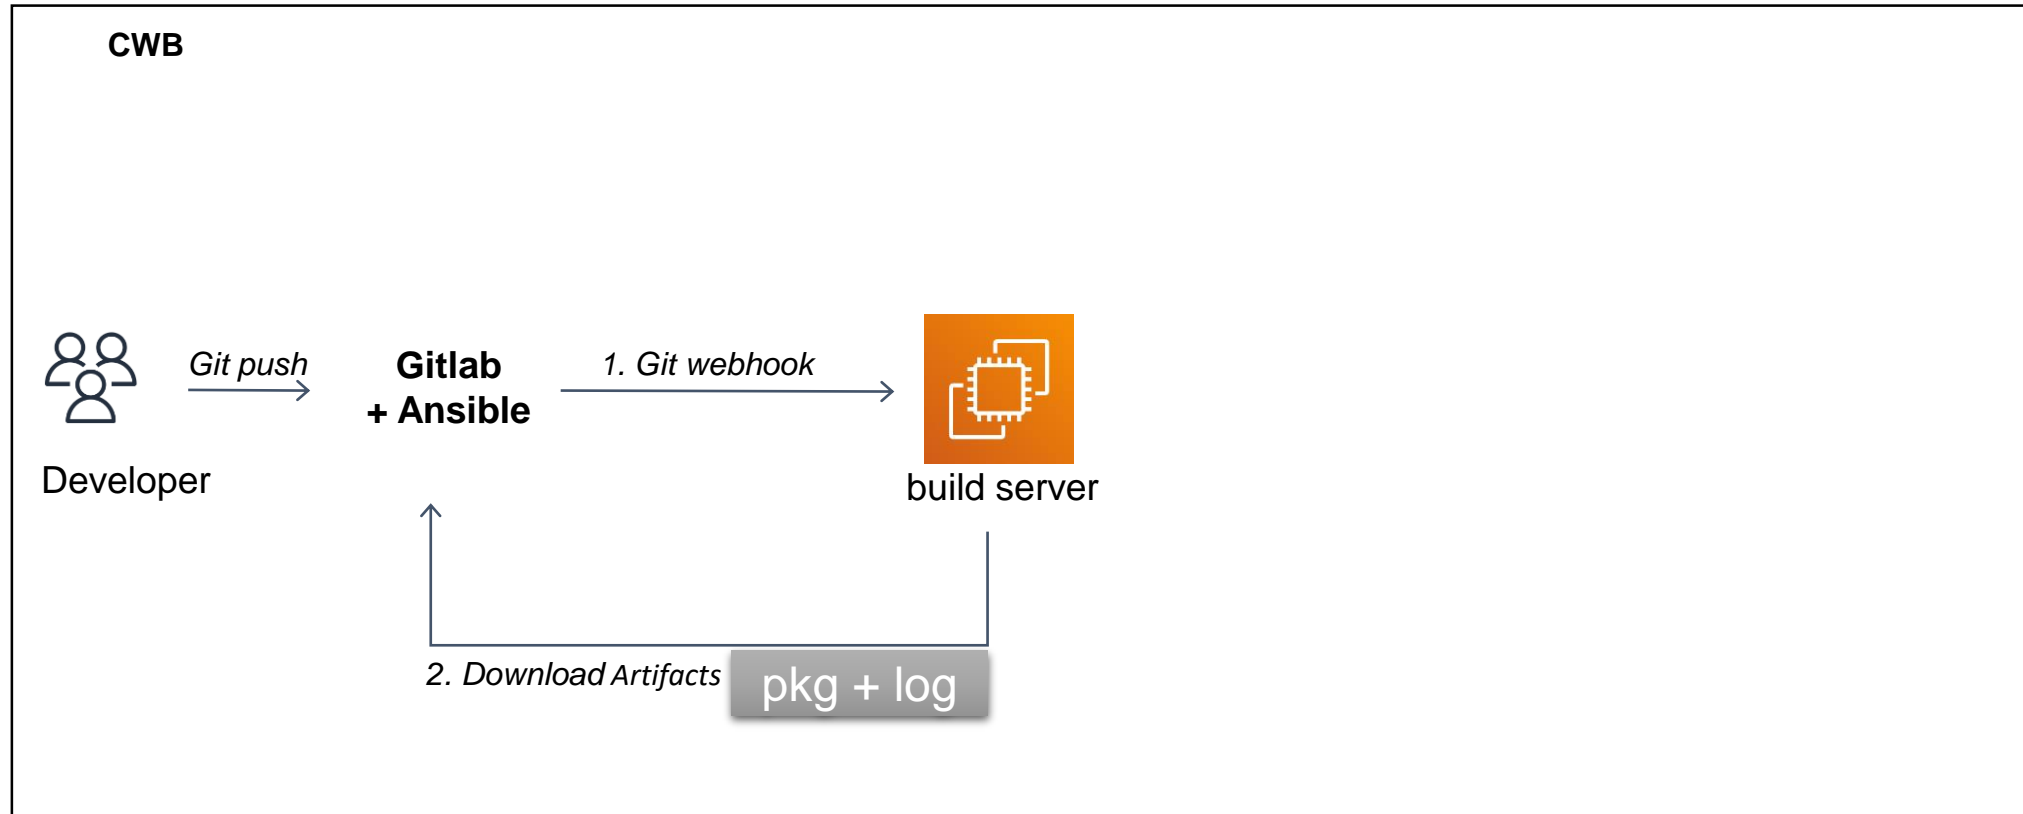 CWB
Git push
Gitlab
+ Ansible
1. Git webhook
Developer
build server
2. Download Artifacts
pkg + log